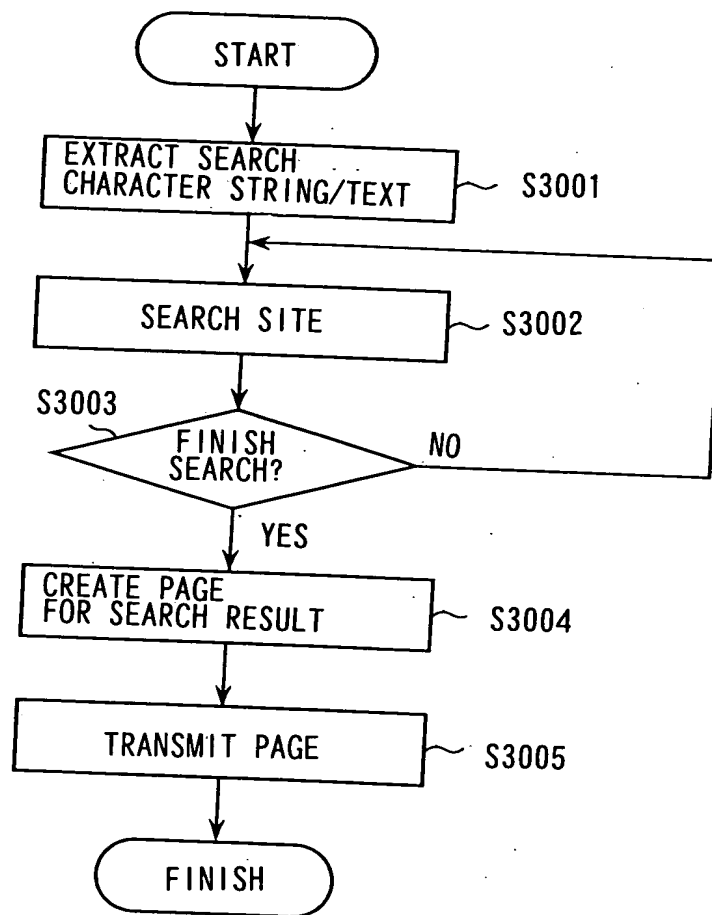 START
EXTRACT SEARCH
CHARACTER STRING/TEXT
S3001
SEARCH SITE
S3002
S3003
FINISH
SEARCH?
NO
YES
CREATE PAGE
FOR SEARCH RESULT
S3004
TRANSMIT PAGE
S3005
FINISH